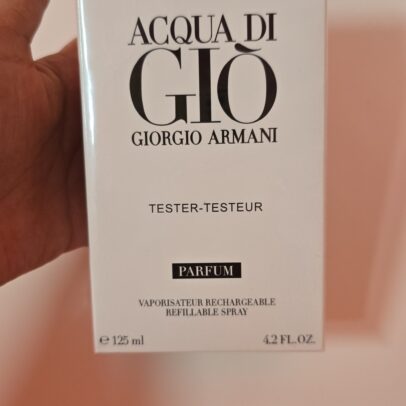 ACQUA DI
GIÒ
GIORGIO ARMANI
TESTER-TESTEUR
PARFUM
VAPORISATEUR RECHARGEABLE
REFILLABLE SPRAY
℮ 125 ml 4.2 FL.OZ.